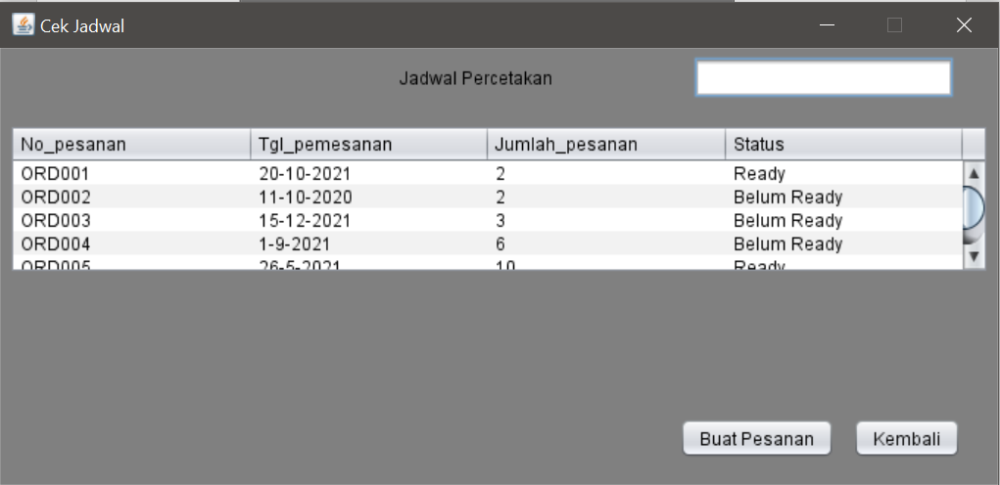 Cek Jadwal
Jadwal Percetakan
No_pesanan Tgl_pemesanan Jumlah_pesanan Status
ORD001 20-10-2021 2 Ready
ORD002 11-10-2020 2 Belum Ready
ORD003 15-12-2021 3 Belum Ready
ORD004 1-9-2021 6 Belum Ready
ORD005 26-5-2021 10 Ready
Buat Pesanan Kembali